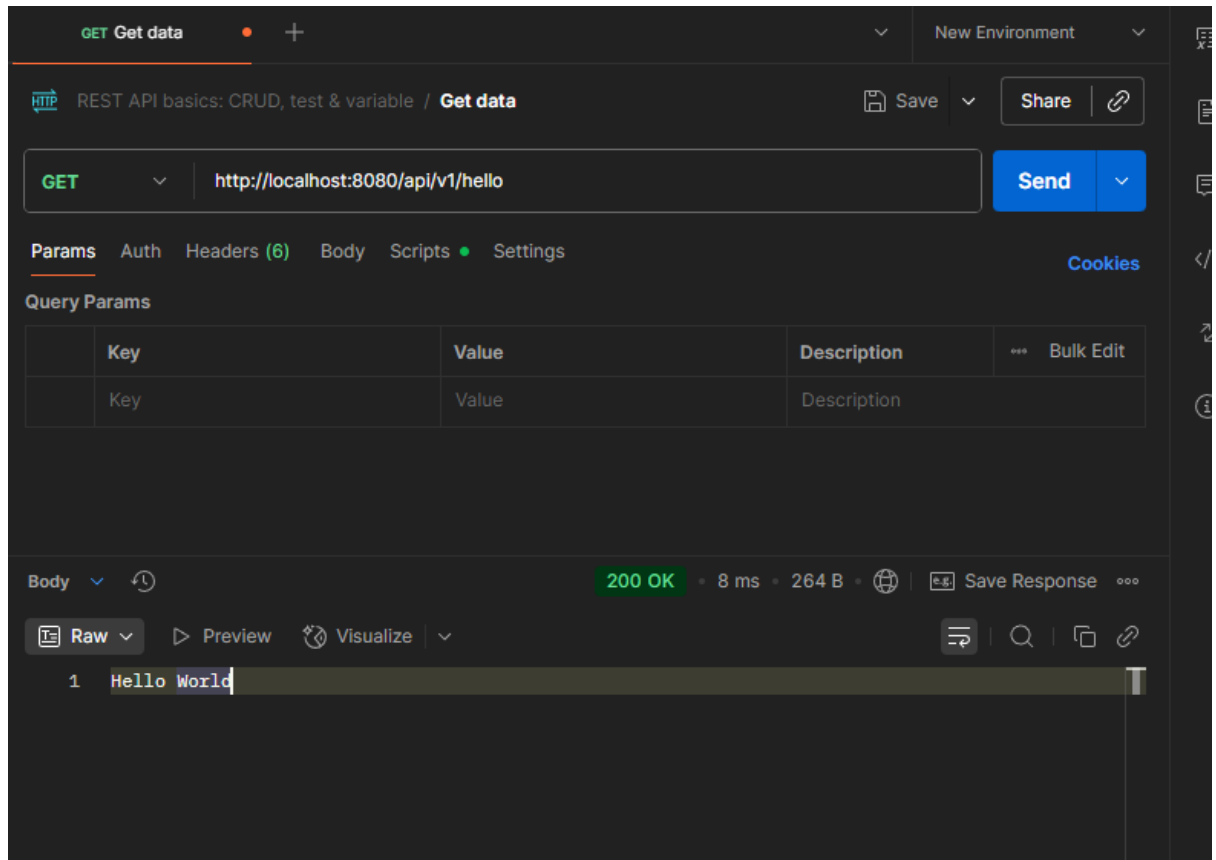 GET Get data
New Environment
HTTP REST API basics: CRUD, test & variable / Get data
Save
Share
GET http://localhost:8080/api/v1/hello
Send
Params Auth Headers (6) Body Scripts Settings
Cookies
Query Params
Key Value Description Bulk Edit
Key Value Description
Body 200 OK 8 ms 264 B e.g. Save Response
Raw Preview Visualize
1 Hello World